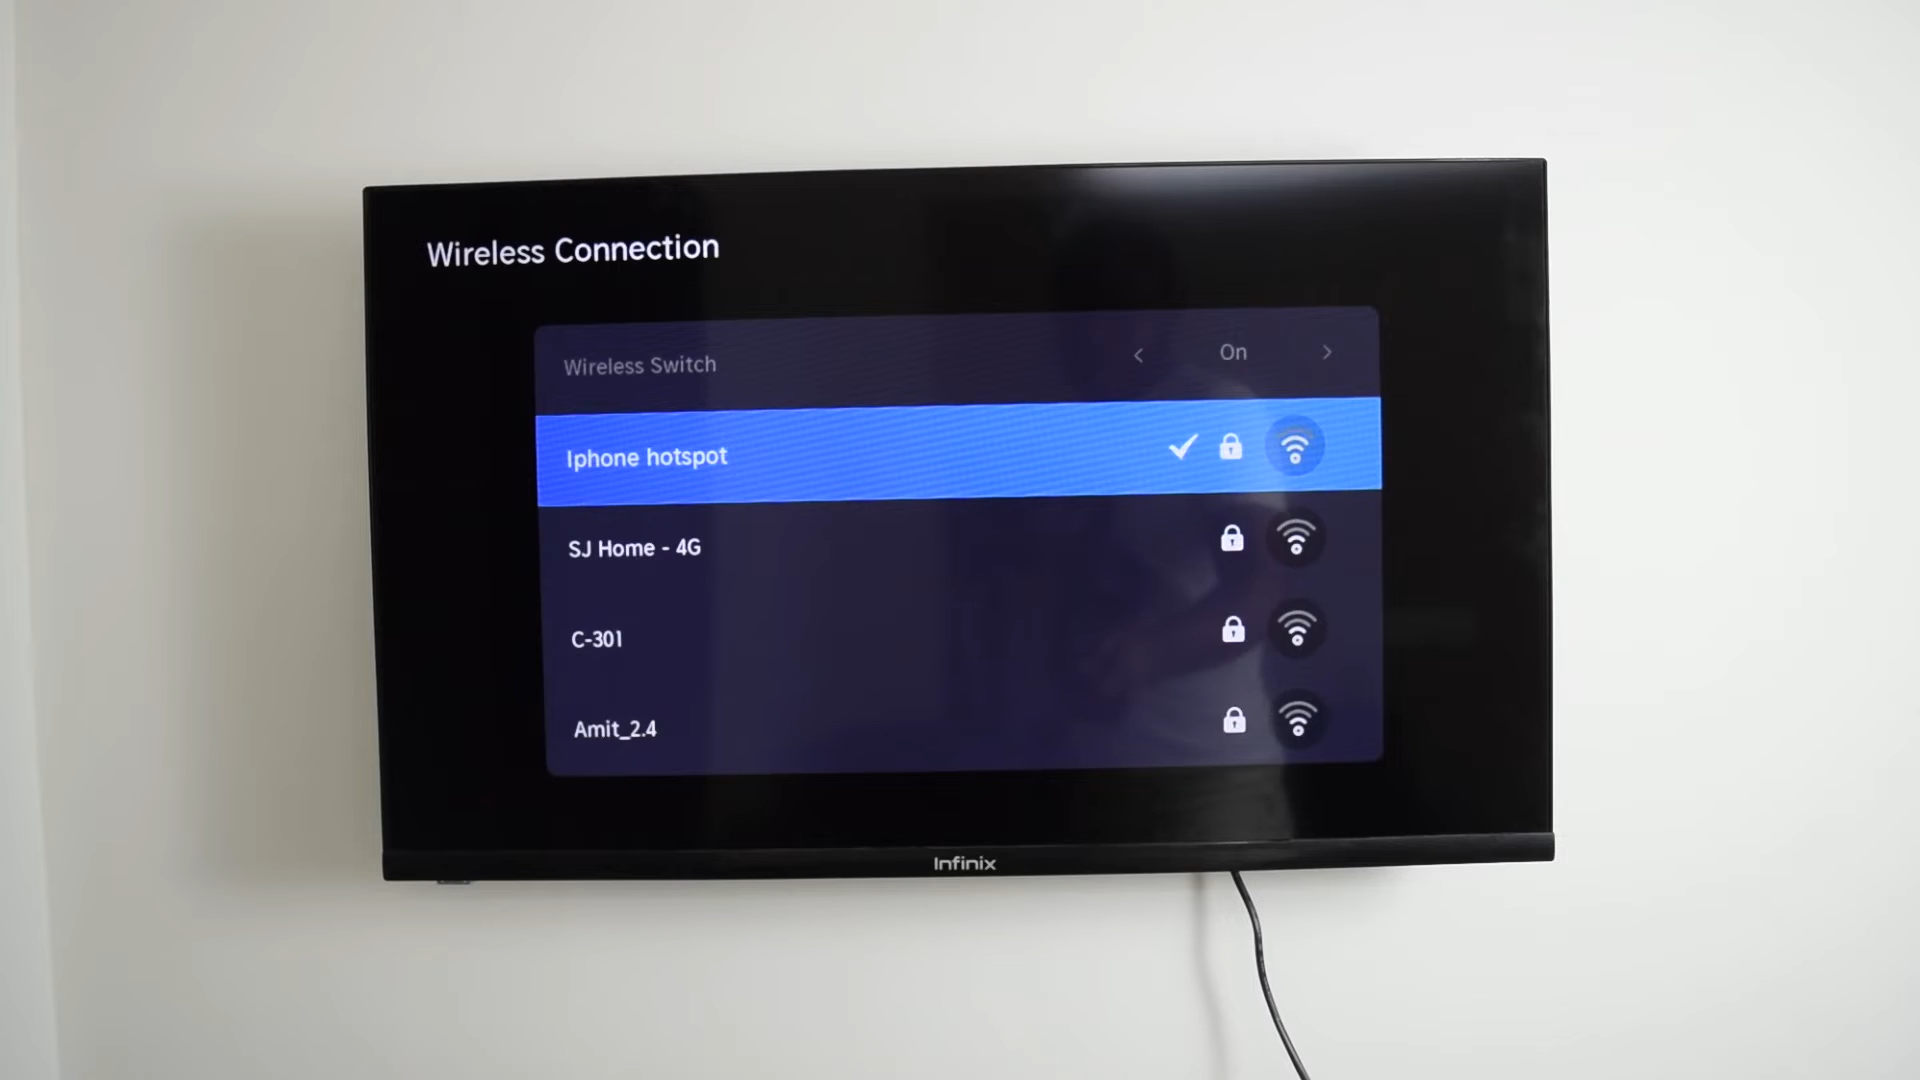 Wireless Connection
Wireless Switch < On >
Iphone hotspot
SJ Home - 4G
C-301
Amit_2.4
Infinix